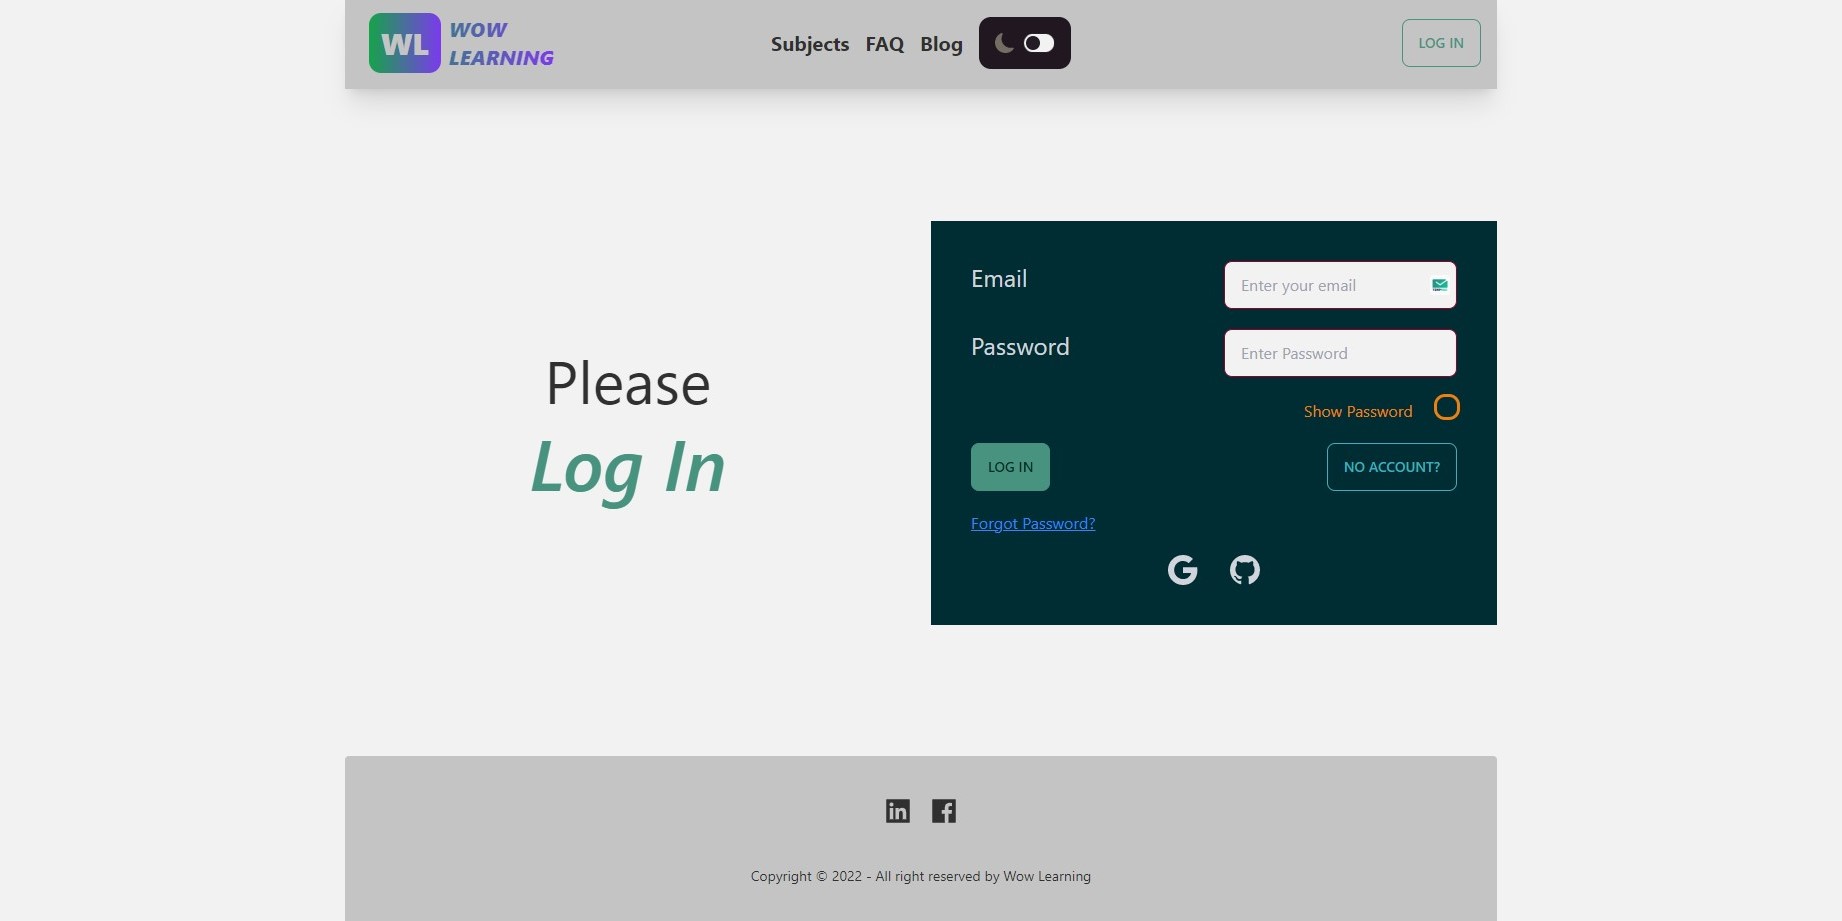 WL
WOW
LEARNING
Subjects FAQ Blog
LOG IN
Please
Log In
Email
Enter your email
Password
Enter Password
Show Password
LOG IN
NO ACCOUNT?
Forgot Password?
Copyright © 2022 - All right reserved by Wow Learning